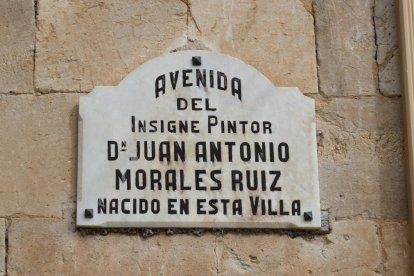 AVENIDA
DEL
INSIGNE PINTOR
Dⁿ JUAN ANTONIO
MORALES RUIZ
NACIDO EN ESTA VILLA